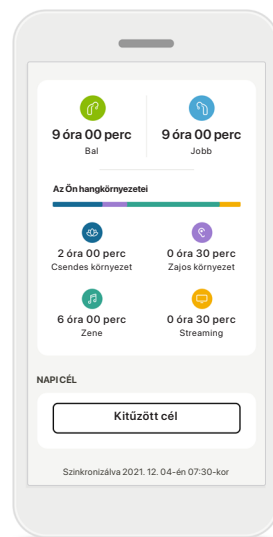 9 óra 00 perc
Bal
9 óra 00 perc
Jobb
Az Ön hangkörnyezetei
2 óra 00 perc
Csendes környezet
0 óra 30 perc
Zajos környezet
6 óra 00 perc
Zene
0 óra 30 perc
Streaming
NAPI CÉL
Kitűzött cél
Szinkronizálva 2021. 12. 04-én 07:30-kor